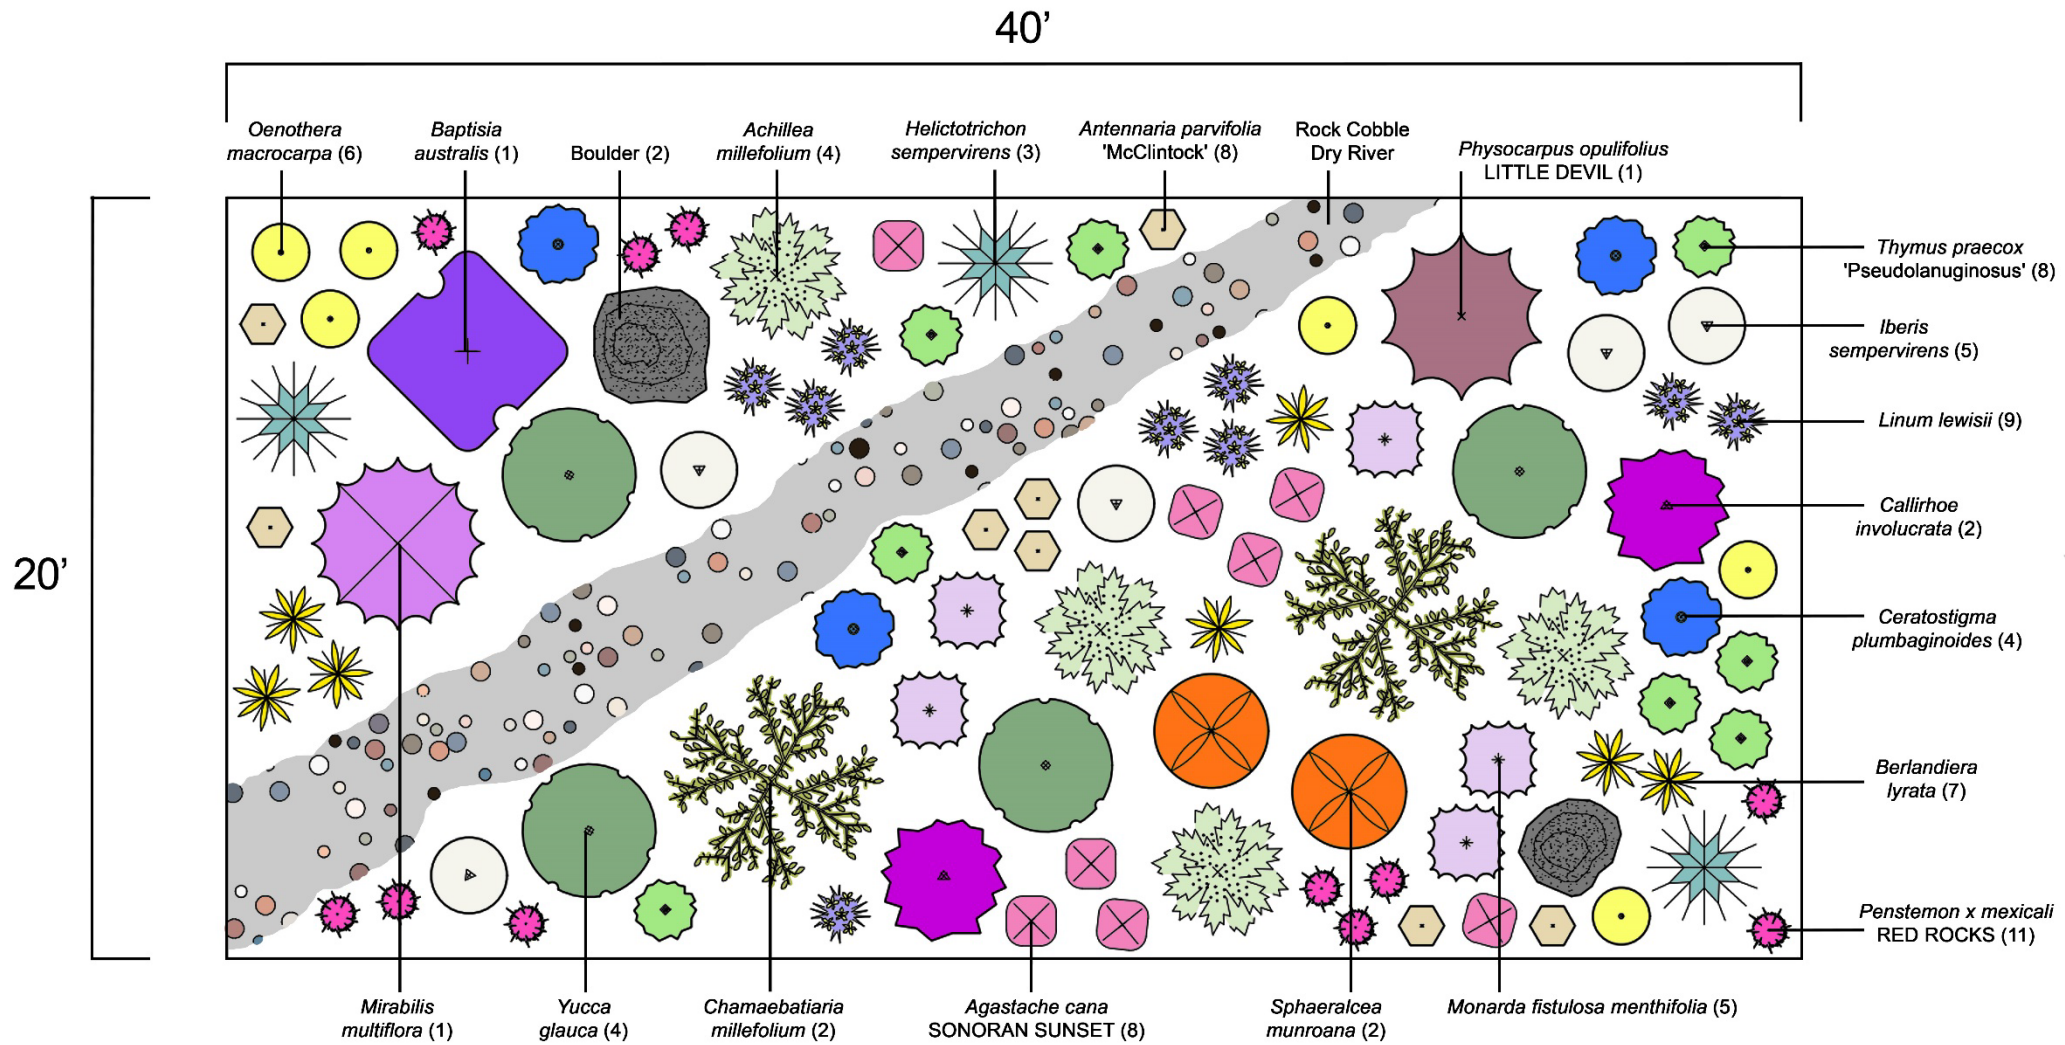 40'
Oenothera
macrocarpa (6)
Baptisia
australis (1)
Boulder (2)
Achillea
millefolium (4)
Helictotrichon
sempervirens (3)
Antennaria parvifolia
'McClintock' (8)
Rock Cobble
Dry River
Physocarpus opulifolius
LITTLE DEVIL (1)
Thymus praecox
'Pseudolanuginosus' (8)
Iberis
sempervirens (5)
Linum lewisii (9)
Callirhoe
involucrata (2)
20'
Ceratostigma
plumbaginoides (4)
Berlandiera
lyrata (7)
Penstemon x mexicali
RED ROCKS (11)
Mirabilis
multiflora (1)
Yucca
glauca (4)
Chamaebatiaria
millefolium (2)
Agastache cana
SONORAN SUNSET (8)
Sphaeralcea
munroana (2)
Monarda fistulosa menthifolia (5)